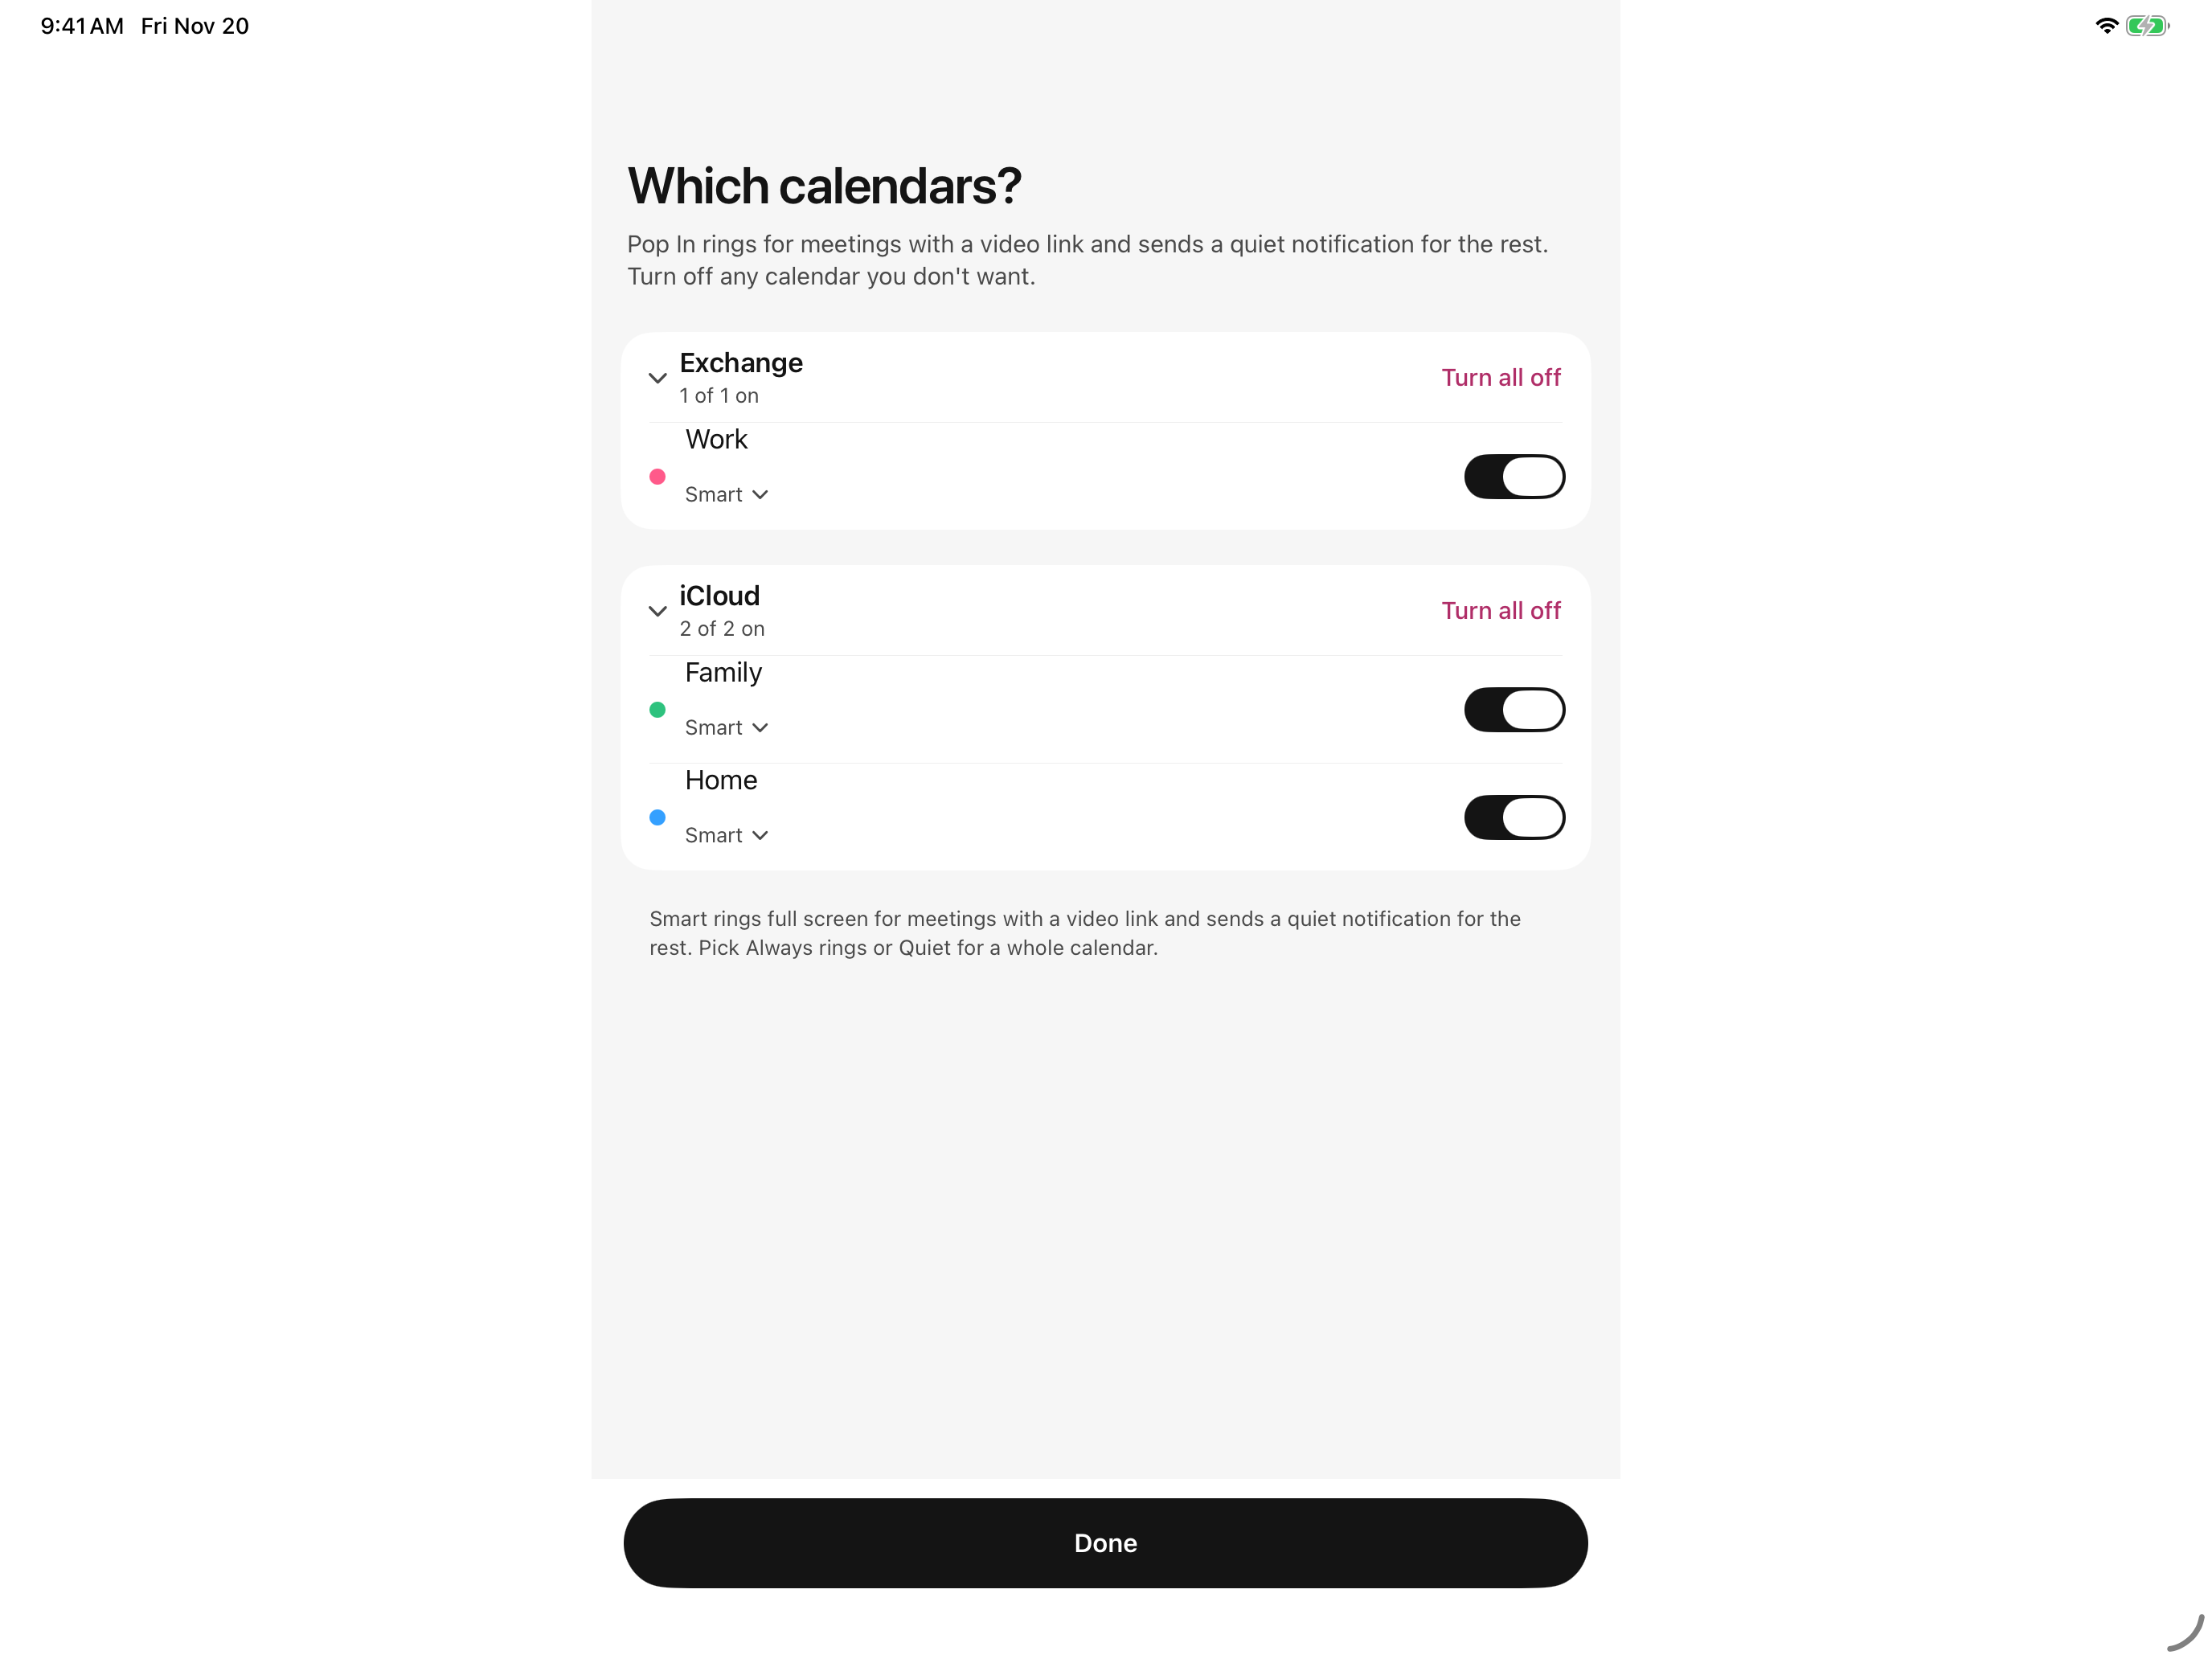 9:41 AM Fri Nov 20
Which calendars?
Pop In rings for meetings with a video link and sends a quiet notification for the rest.
Turn off any calendar you don't want.
Exchange
1 of 1 on
Turn all off
Work
Smart
iCloud
2 of 2 on
Turn all off
Family
Smart
Home
Smart
Smart rings full screen for meetings with a video link and sends a quiet notification for the
rest. Pick Always rings or Quiet for a whole calendar.
Done